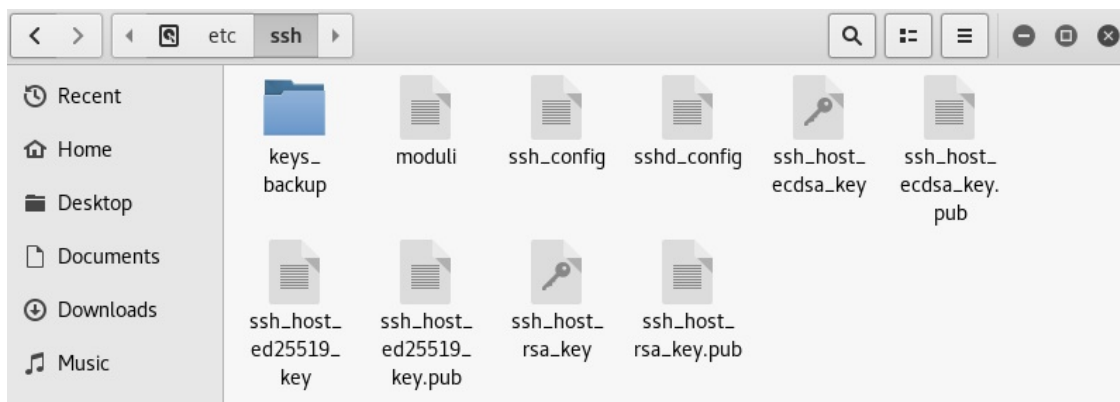 etc ssh
Recent
Home
Desktop
Documents
Downloads
Music
keys_
backup
moduli
ssh_config
sshd_config
ssh_host_
ecdsa_key
ssh_host_
ecdsa_key.
pub
ssh_host_
ed25519_
key
ssh_host_
ed25519_
key.pub
ssh_host_
rsa_key
ssh_host_
rsa_key.pub